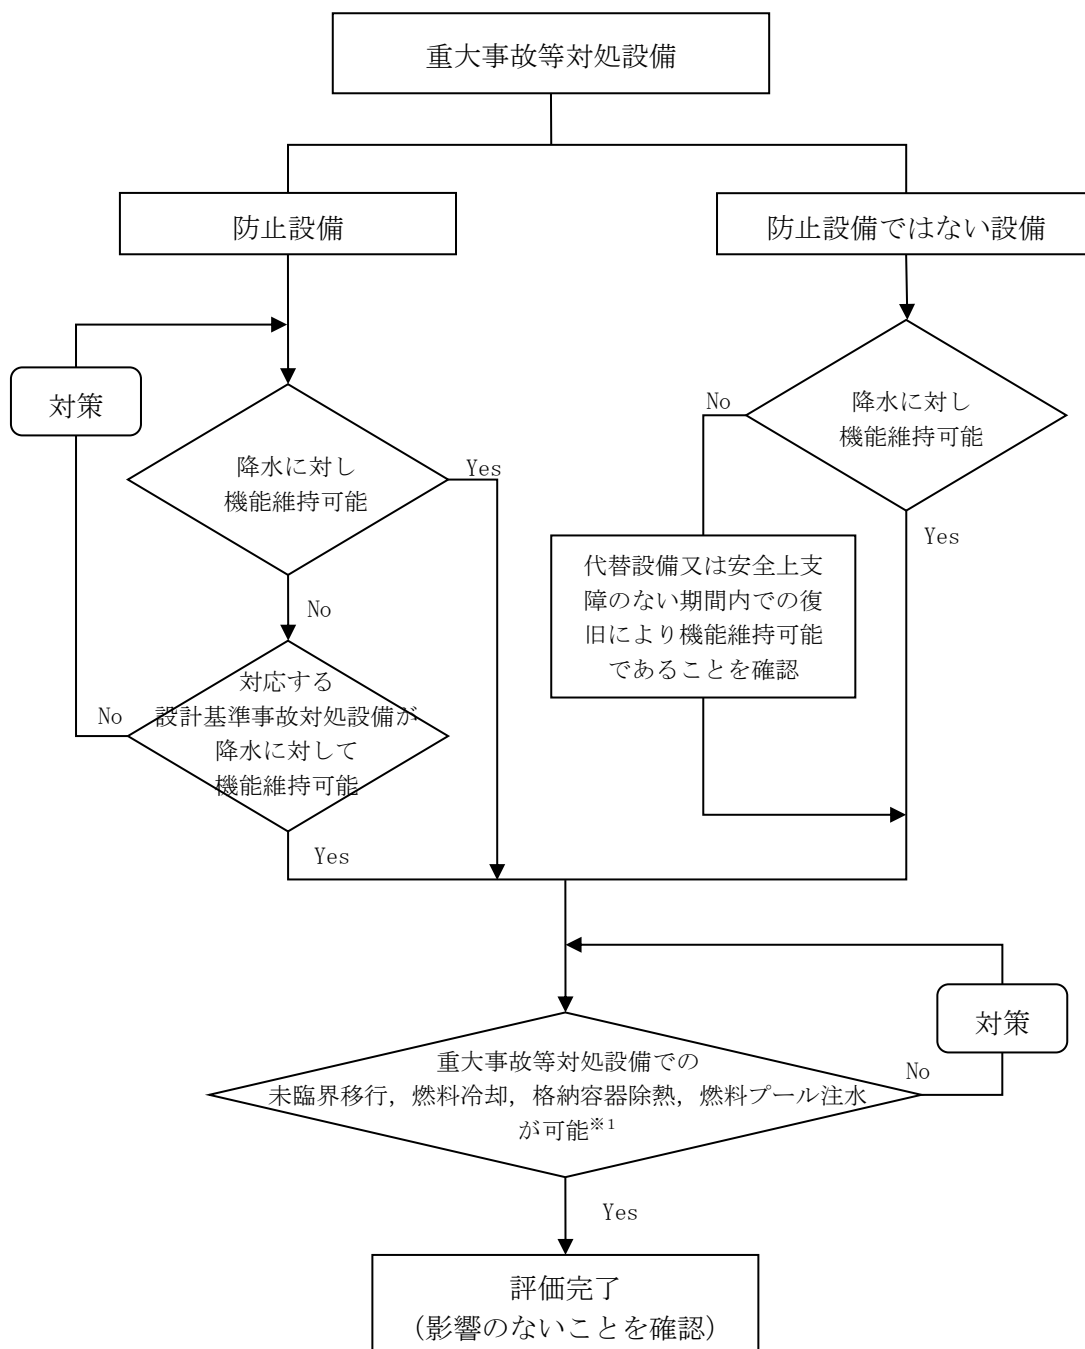 重大事故等対処設備
防止設備
防止設備ではない設備
対策
降水に対し
機能維持可能
Yes
No
降水に対し
機能維持可能
No
Yes
代替設備又は安全上支
障のない期間内での復
旧により機能維持可能
であることを確認
対応する
設計基準事故対処設備が
降水に対して
機能維持可能
No
Yes
対策
重大事故等対処設備での
未臨界移行，燃料冷却，格納容器除熱，燃料プール注水
が可能※1
No
Yes
評価完了
（影響のないことを確認）